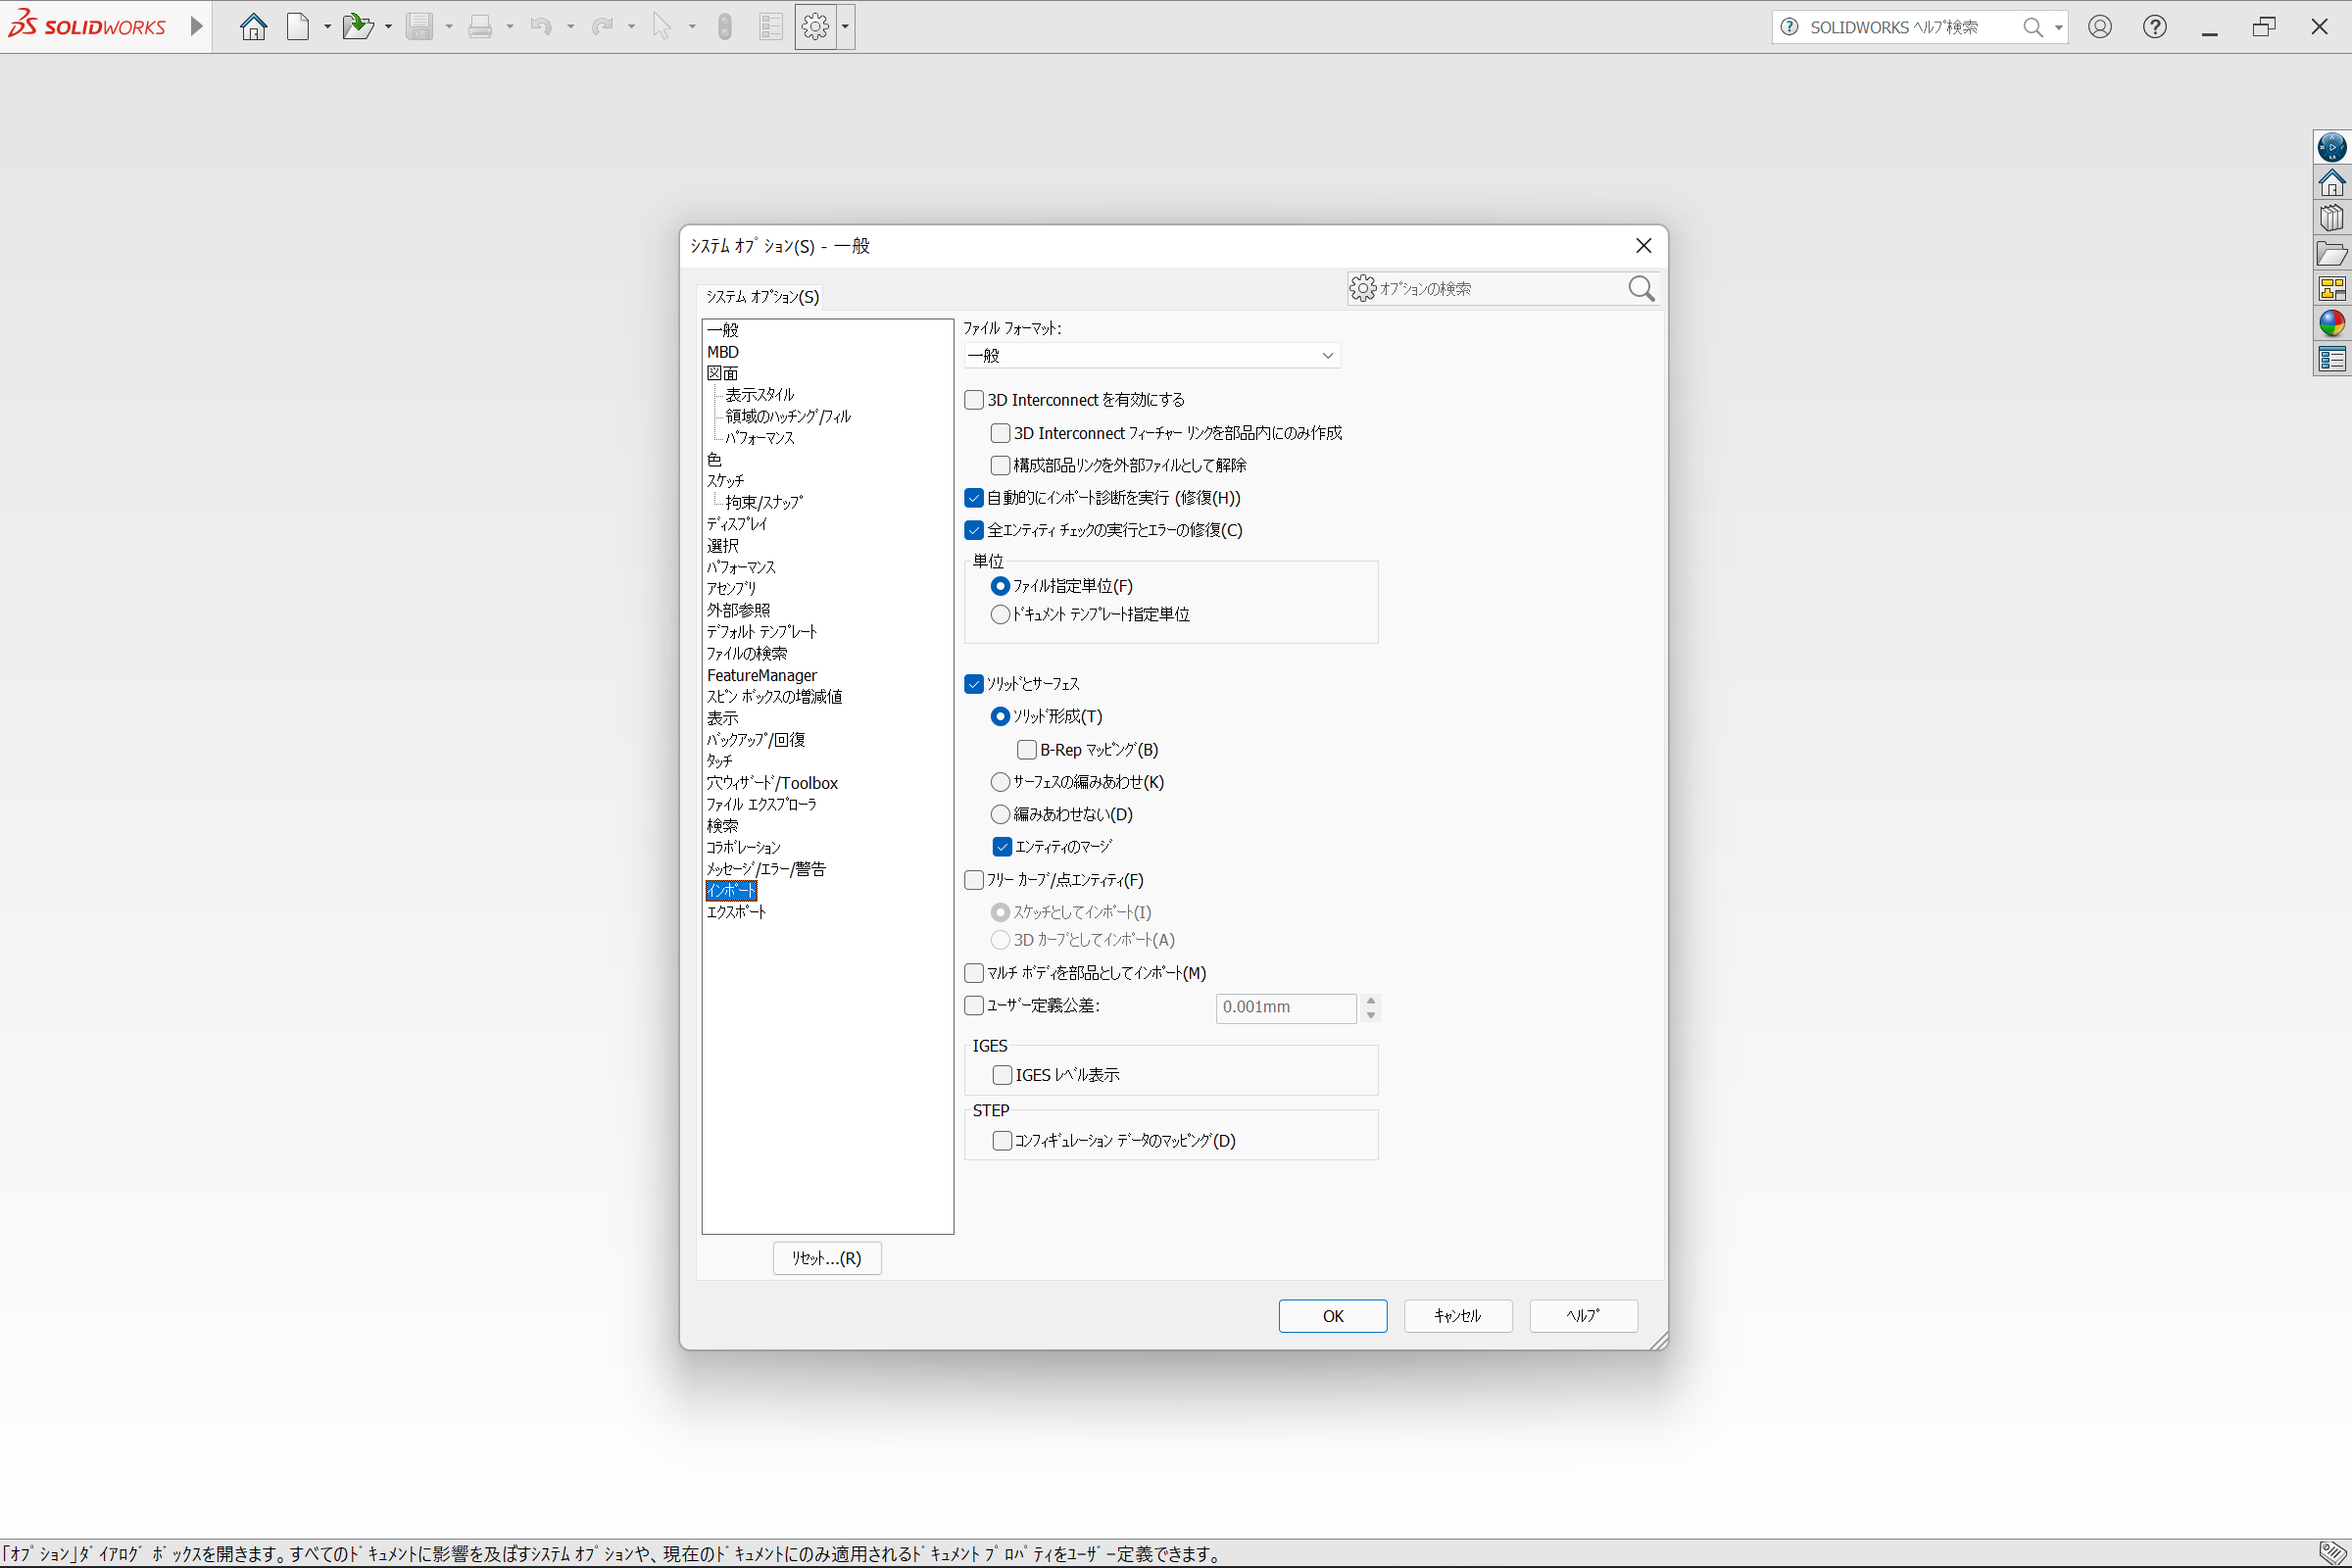 SOLIDWORKS
SOLIDWORKS ヘルプ検索
システム オプション(S) - 一般
システム オプション(S)
オプションの検索
一般
MBD
図面
表示スタイル
領域のハッチング/フィル
パフォーマンス
色
スケッチ
拘束/スナップ
ディスプレイ
選択
パフォーマンス
アセンブリ
外部参照
デフォルト テンプレート
ファイルの検索
FeatureManager
スピン ボックスの増減値
表示
バックアップ/回復
タッチ
穴ウィザード/Toolbox
ファイル エクスプローラ
検索
コラボレーション
メッセージ/エラー/警告
インポート
エクスポート
リセット...(R)
ファイル フォーマット:
一般
3D Interconnect を有効にする
3D Interconnect フィーチャー リンクを部品内にのみ作成
構成部品リンクを外部ファイルとして解除
自動的にインポート診断を実行 (修復(H))
全エンティティ チェックの実行とエラーの修復(C)
単位
ファイル指定単位(F)
ドキュメント テンプレート指定単位
ソリッドとサーフェス
ソリッド形成(T)
B-Rep マッピング(B)
サーフェスの編みあわせ(K)
編みあわせない(D)
エンティティのマージ
フリー カーブ/点エンティティ(F)
スケッチとしてインポート(I)
3D カーブとしてインポート(A)
マルチ ボディを部品としてインポート(M)
ユーザー定義公差:
0.001mm
IGES
IGES レベル表示
STEP
コンフィギュレーション データのマッピング(D)
OK
キャンセル
ヘルプ
「オプション」ダイアログ ボックスを開きます。すべてのドキュメントに影響を及ぼすシステム オプションや、現在のドキュメントにのみ適用されるドキュメント プロパティをユーザー定義できます。